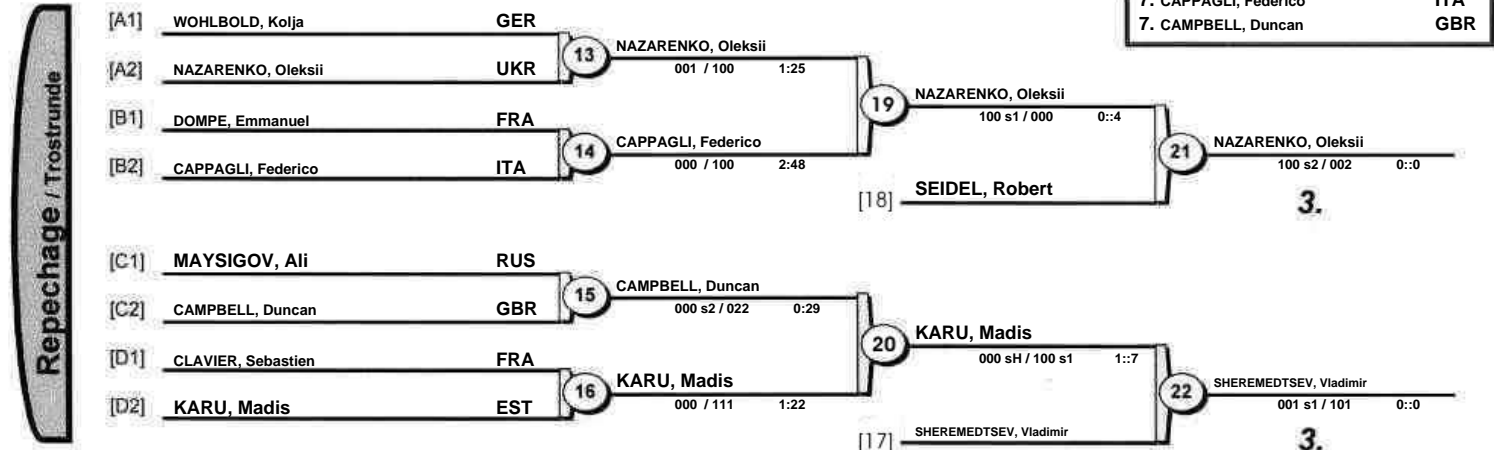 7. CAPPAGLI, Federico ITA
7. CAMPBELL, Duncan GBR
Repechage / Trostrunde
[A1] WOHLBOLD, Kolja GER
13 NAZARENKO, Oleksii
001 / 100 1:25
[A2] NAZARENKO, Oleksii UKR
19 NAZARENKO, Oleksii
100 s1 / 000 0::4
[B1] DOMPE, Emmanuel FRA
14 CAPPAGLI, Federico
000 / 100 2:48
[B2] CAPPAGLI, Federico ITA
21 NAZARENKO, Oleksii
100 s2 / 002 0::0
[18] SEIDEL, Robert
3.
[C1] MAYSIGOV, Ali RUS
15 CAMPBELL, Duncan
000 s2 / 022 0:29
[C2] CAMPBELL, Duncan GBR
20 KARU, Madis
000 sH / 100 s1 1::7
[D1] CLAVIER, Sebastien FRA
16 KARU, Madis
000 / 111 1:22
[D2] KARU, Madis EST
22 SHEREMEDTSEV, Vladimir
001 s1 / 101 0::0
[17] SHEREMEDTSEV, Vladimir
3.